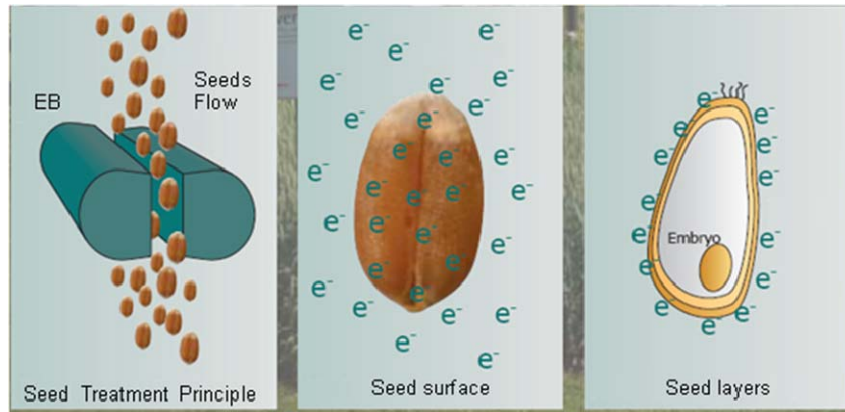 EB
Seeds
Flow
Seed Treatment Principle
e⁻ e⁻
e⁻
e⁻ e⁻ e⁻
e⁻
e⁻ e⁻ e⁻
e⁻ e⁻
e⁻
e⁻ e⁻ e⁻ e⁻
e⁻ e⁻ e⁻
e⁻
e⁻ e⁻
e⁻ e⁻ e⁻
e⁻ e⁻ e⁻
e⁻
e⁻
Seed surface
e⁻
e⁻ e⁻
e⁻ e⁻
e⁻
e⁻
e⁻ Embryo e⁻
e⁻ e⁻
e⁻ e⁻ e⁻
Seed layers